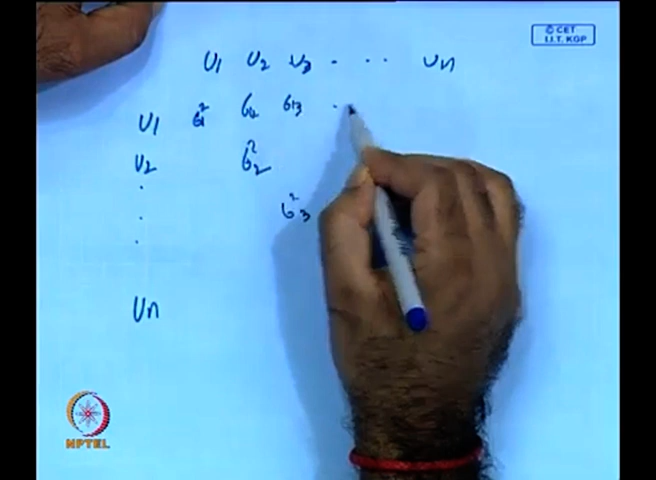 © CET
I.I.T. KGP
U₁ U₂ U₃ . . . Uₙ
U₁ σ₁² σ₁₂ σ₁₃ . .
U₂ σ₂²
.
. σ₃²
.
Uₙ
NPTEL